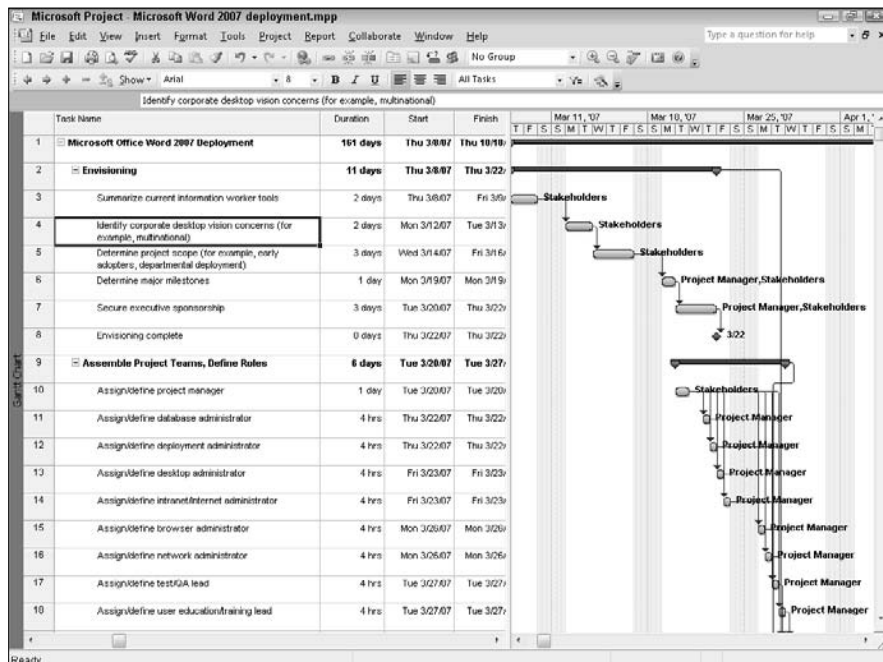 Microsoft Project - Microsoft Word 2007 deployment.mpp
File Edit View Insert Format Tools Project Report Collaborate Window Help
Type a question for help
No Group
Show Arial 8 B I U All Tasks
Identify corporate desktop vision concerns (for example, multinational)
Task Name Duration Start Finish Mar 11, '07 Mar 18, '07 Mar 25, '07 Apr 1, '
T F S S M T W T F S S M T W T F S S M T W T F S S M
1 Microsoft Office Word 2007 Deployment 161 days Thu 3/8/07 Thu 10/18/
2 Envisioning 11 days Thu 3/8/07 Thu 3/22/
3 Summarize current information worker tools 2 days Thu 3/8/07 Fri 3/9/ Stakeholders
4 Identify corporate desktop vision concerns (for example, multinational) 2 days Mon 3/12/07 Tue 3/13/ Stakeholders
5 Determine project scope (for example, early adopters, departmental deployment) 3 days Wed 3/14/07 Fri 3/16/ Stakeholders
6 Determine major milestones 1 day Mon 3/19/07 Mon 3/19/ Project Manager,Stakeholders
7 Secure executive sponsorship 3 days Tue 3/20/07 Thu 3/22/ Project Manager,Stakeholders
8 Envisioning complete 0 days Thu 3/22/07 Thu 3/22/ 3/22
9 Assemble Project Teams, Define Roles 6 days Tue 3/20/07 Tue 3/27/
10 Assign/define project manager 1 day Tue 3/20/07 Tue 3/20/ Stakeholders
11 Assign/define database administrator 4 hrs Thu 3/22/07 Thu 3/22/ Project Manager
12 Assign/define deployment administrator 4 hrs Thu 3/22/07 Thu 3/22/ Project Manager
13 Assign/define desktop administrator 4 hrs Fri 3/23/07 Fri 3/23/ Project Manager
14 Assign/define intranet/Internet administrator 4 hrs Fri 3/23/07 Fri 3/23/ Project Manager
15 Assign/define browser administrator 4 hrs Mon 3/26/07 Mon 3/26/ Project Manager
16 Assign/define network administrator 4 hrs Mon 3/26/07 Mon 3/26/ Project Manager
17 Assign/define test/QA lead 4 hrs Tue 3/27/07 Tue 3/27/ Project Manager
18 Assign/define user education/training lead 4 hrs Tue 3/27/07 Tue 3/27/ Project Manager
Gantt Chart
Ready